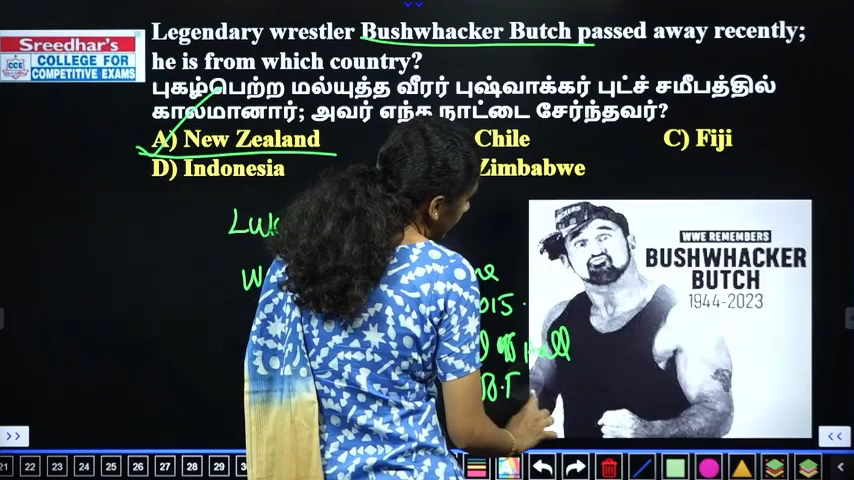 Legendary wrestler Bushwhacker Butch passed away recently;
he is from which country?
Sreedhar's
CCE
COLLEGE FOR
COMPETITIVE EXAMS
புகழ்பெற்ற மல்யுத்த வீரர் புஷ்வாக்கர் புட்ச் சமீபத்தில்
காலமானார்; அவர் எந்த நாட்டை சேர்ந்தவர்?
A) New Zealand
Chile
C) Fiji
D) Indonesia
Zimbabwe
WWE REMEMBERS
BUSHWHACKER
BUTCH
1944-2023
015.
Hall
21 22 23 24 25 26 27 28 29